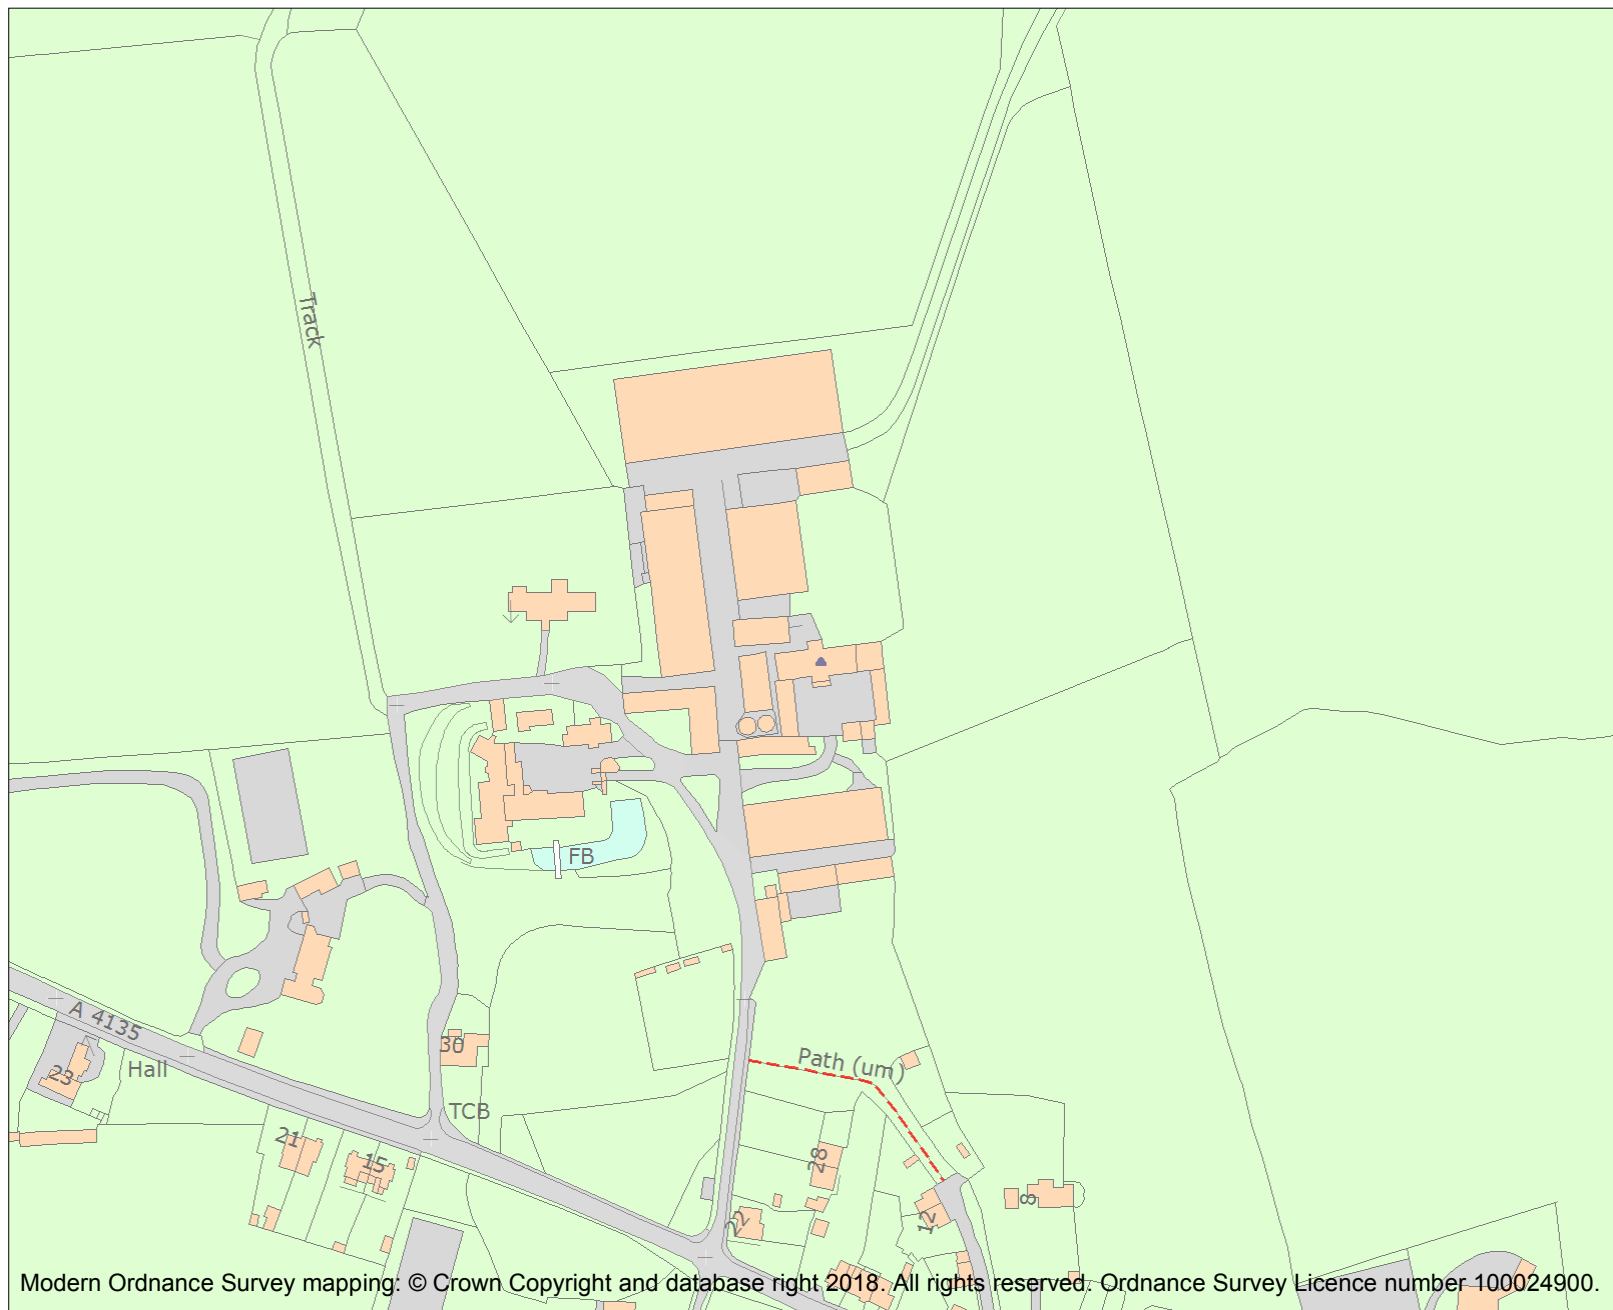 Track
FB
A 4135
Hall
23
30
TCB
Path (um)
21
15
28
22
12
8
Modern Ordnance Survey mapping: © Crown Copyright and database right 2018. All rights reserved. Ordnance Survey Licence number 100024900.